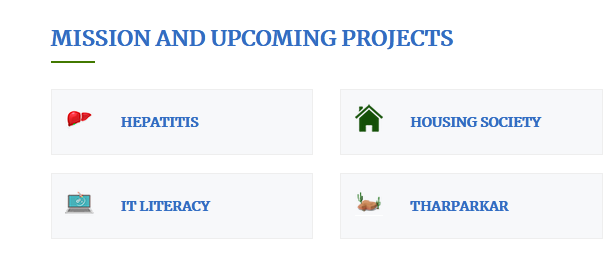 MISSION AND UPCOMING PROJECTS
HEPATITIS
HOUSING SOCIETY
IT LITERACY
THARPARKAR